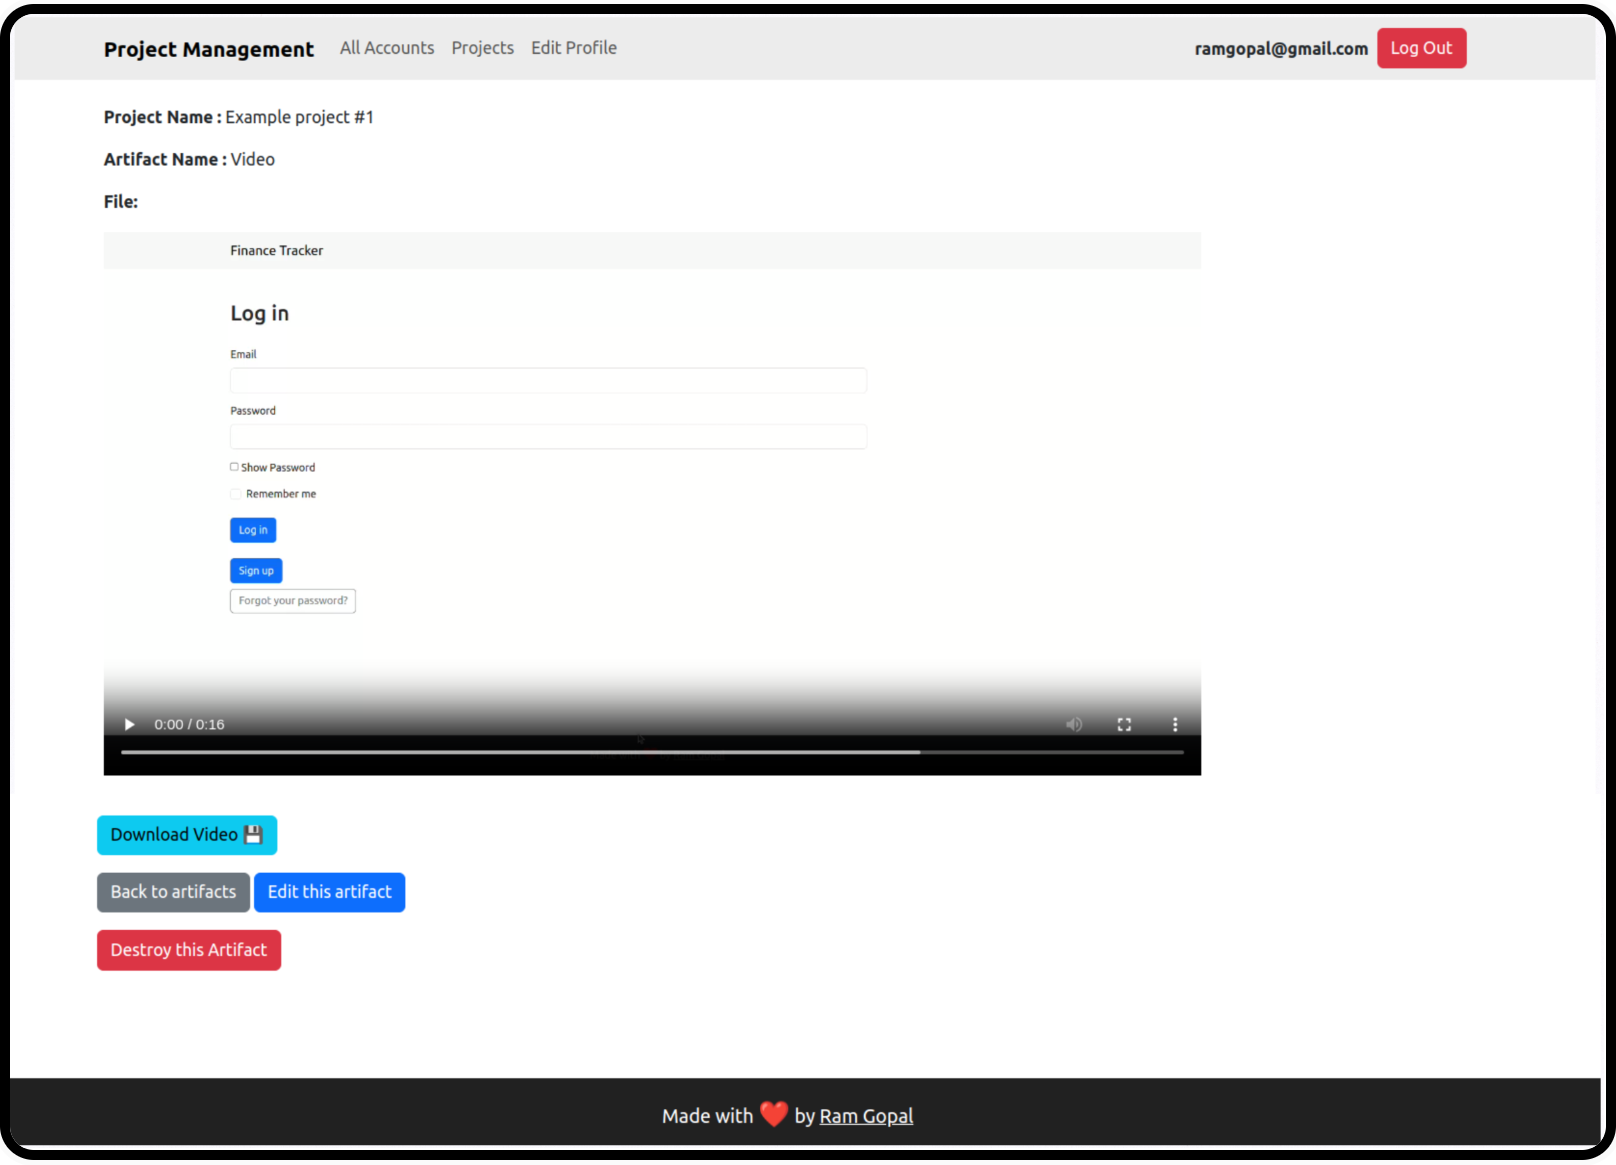 Project Management All Accounts Projects Edit Profile ramgopal@gmail.com Log Out
Project Name : Example project #1
Artifact Name : Video
File:
Finance Tracker
Log in
Email
Password
Show Password
Remember me
Log in
Sign up
Forgot your password?
0:00 / 0:16
Download Video
Back to artifacts Edit this artifact
Destroy this Artifact
Made with ❤️ by Ram Gopal